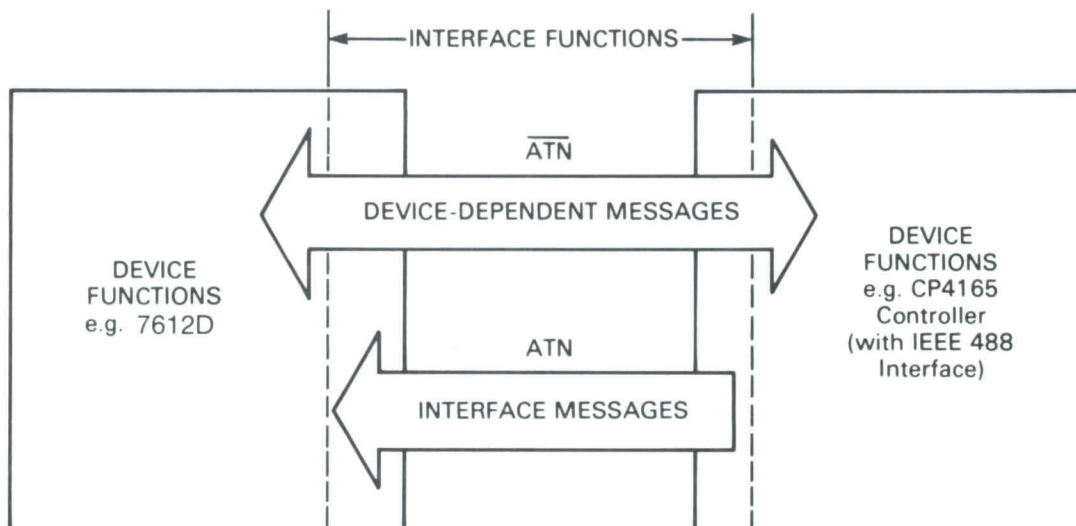 INTERFACE FUNCTIONS
A̅T̅N̅
DEVICE-DEPENDENT MESSAGES
DEVICE
FUNCTIONS
e.g. 7612D
DEVICE
FUNCTIONS
e.g. CP4165
Controller
(with IEEE 488
Interface)
ATN
INTERFACE MESSAGES